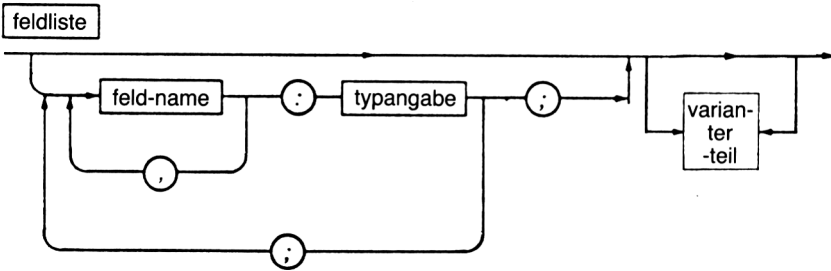 feldliste
feld-name
:
typangabe
;
,
;
varian-
ter
-teil